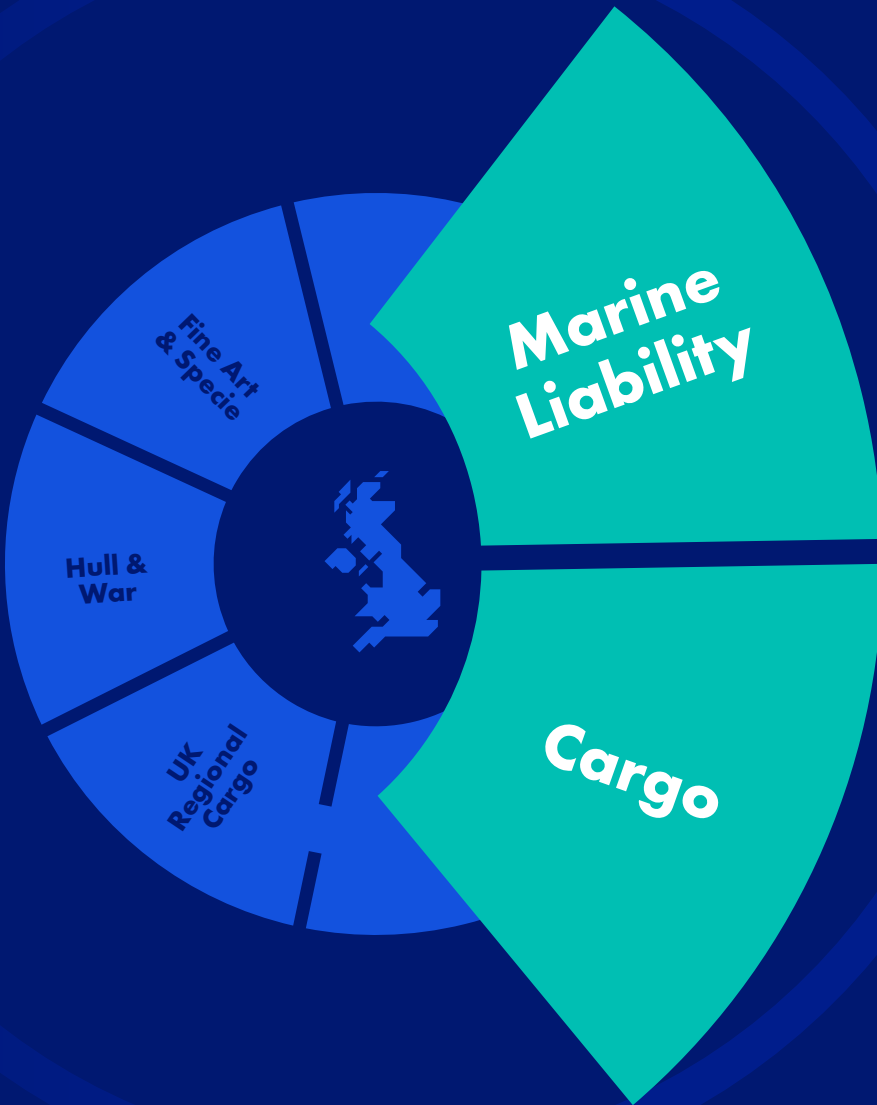 Marine
Liability
Fine Art
& Specie
Hull &
War
UK
Regional
Cargo
Cargo